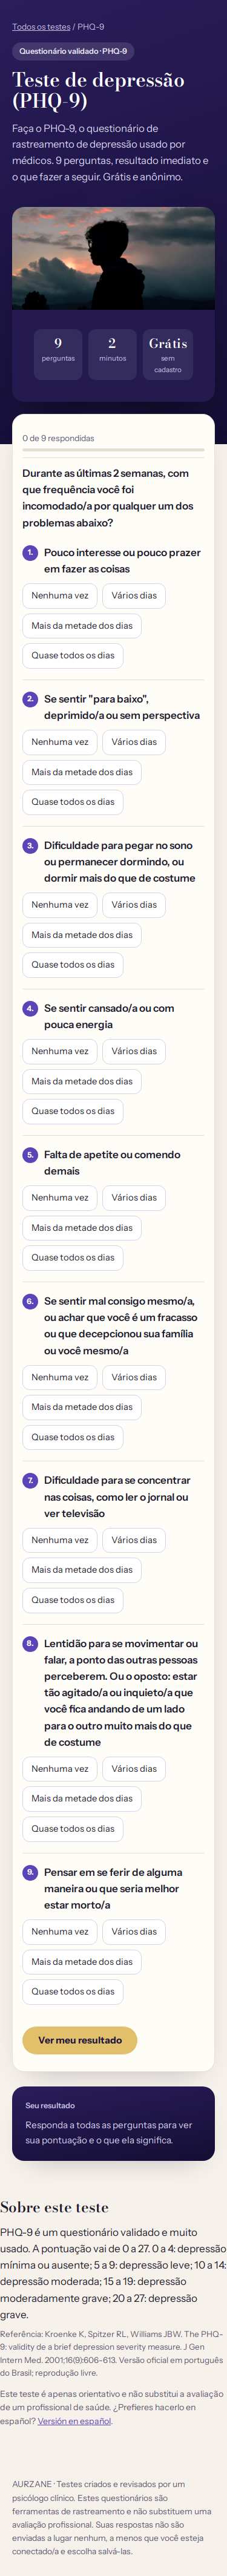 Todos os testes / PHQ-9
Questionário validado · PHQ-9
Teste de depressão
(PHQ-9)
Faça o PHQ-9, o questionário de
rastreamento de depressão usado por
médicos. 9 perguntas, resultado imediato e
o que fazer a seguir. Grátis e anônimo.
9
perguntas
2
minutos
Grátis
sem
cadastro
0 de 9 respondidas
Durante as últimas 2 semanas, com
que frequência você foi
incomodado/a por qualquer um dos
problemas abaixo?
1. Pouco interesse ou pouco prazer
em fazer as coisas
Nenhuma vez
Vários dias
Mais da metade dos dias
Quase todos os dias
2. Se sentir "para baixo",
deprimido/a ou sem perspectiva
Nenhuma vez
Vários dias
Mais da metade dos dias
Quase todos os dias
3. Dificuldade para pegar no sono
ou permanecer dormindo, ou
dormir mais do que de costume
Nenhuma vez
Vários dias
Mais da metade dos dias
Quase todos os dias
4. Se sentir cansado/a ou com
pouca energia
Nenhuma vez
Vários dias
Mais da metade dos dias
Quase todos os dias
5. Falta de apetite ou comendo
demais
Nenhuma vez
Vários dias
Mais da metade dos dias
Quase todos os dias
6. Se sentir mal consigo mesmo/a,
ou achar que você é um fracasso
ou que decepcionou sua família
ou você mesmo/a
Nenhuma vez
Vários dias
Mais da metade dos dias
Quase todos os dias
7. Dificuldade para se concentrar
nas coisas, como ler o jornal ou
ver televisão
Nenhuma vez
Vários dias
Mais da metade dos dias
Quase todos os dias
8. Lentidão para se movimentar ou
falar, a ponto das outras pessoas
perceberem. Ou o oposto: estar
tão agitado/a ou inquieto/a que
você fica andando de um lado
para o outro muito mais do que
de costume
Nenhuma vez
Vários dias
Mais da metade dos dias
Quase todos os dias
9. Pensar em se ferir de alguma
maneira ou que seria melhor
estar morto/a
Nenhuma vez
Vários dias
Mais da metade dos dias
Quase todos os dias
Ver meu resultado
Seu resultado
Responda a todas as perguntas para ver
sua pontuação e o que ela significa.
Sobre este teste
PHQ-9 é um questionário validado e muito
usado. A pontuação vai de 0 a 27. 0 a 4: depressão
mínima ou ausente; 5 a 9: depressão leve; 10 a 14:
depressão moderada; 15 a 19: depressão
moderadamente grave; 20 a 27: depressão
grave.
Referência: Kroenke K, Spitzer RL, Williams JBW. The PHQ-
9: validity of a brief depression severity measure. J Gen
Intern Med. 2001;16(9):606-613. Versão oficial em português
do Brasil; reprodução livre.
Este teste é apenas orientativo e não substitui a avaliação
de um profissional de saúde. ¿Prefieres hacerlo en
español? Versión en español.
AURZANE · Testes criados e revisados por um
psicólogo clínico. Estes questionários são
ferramentas de rastreamento e não substituem uma
avaliação profissional. Suas respostas não são
enviadas a lugar nenhum, a menos que você esteja
conectado/a e escolha salvá-las.